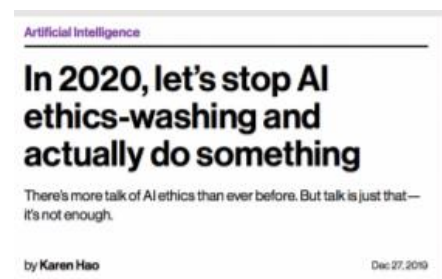 Artificial Intelligence
In 2020, let's stop AI
ethics-washing and
actually do something
There's more talk of AI ethics than ever before. But talk is just that—
it's not enough.
by Karen Hao Dec 27, 2019